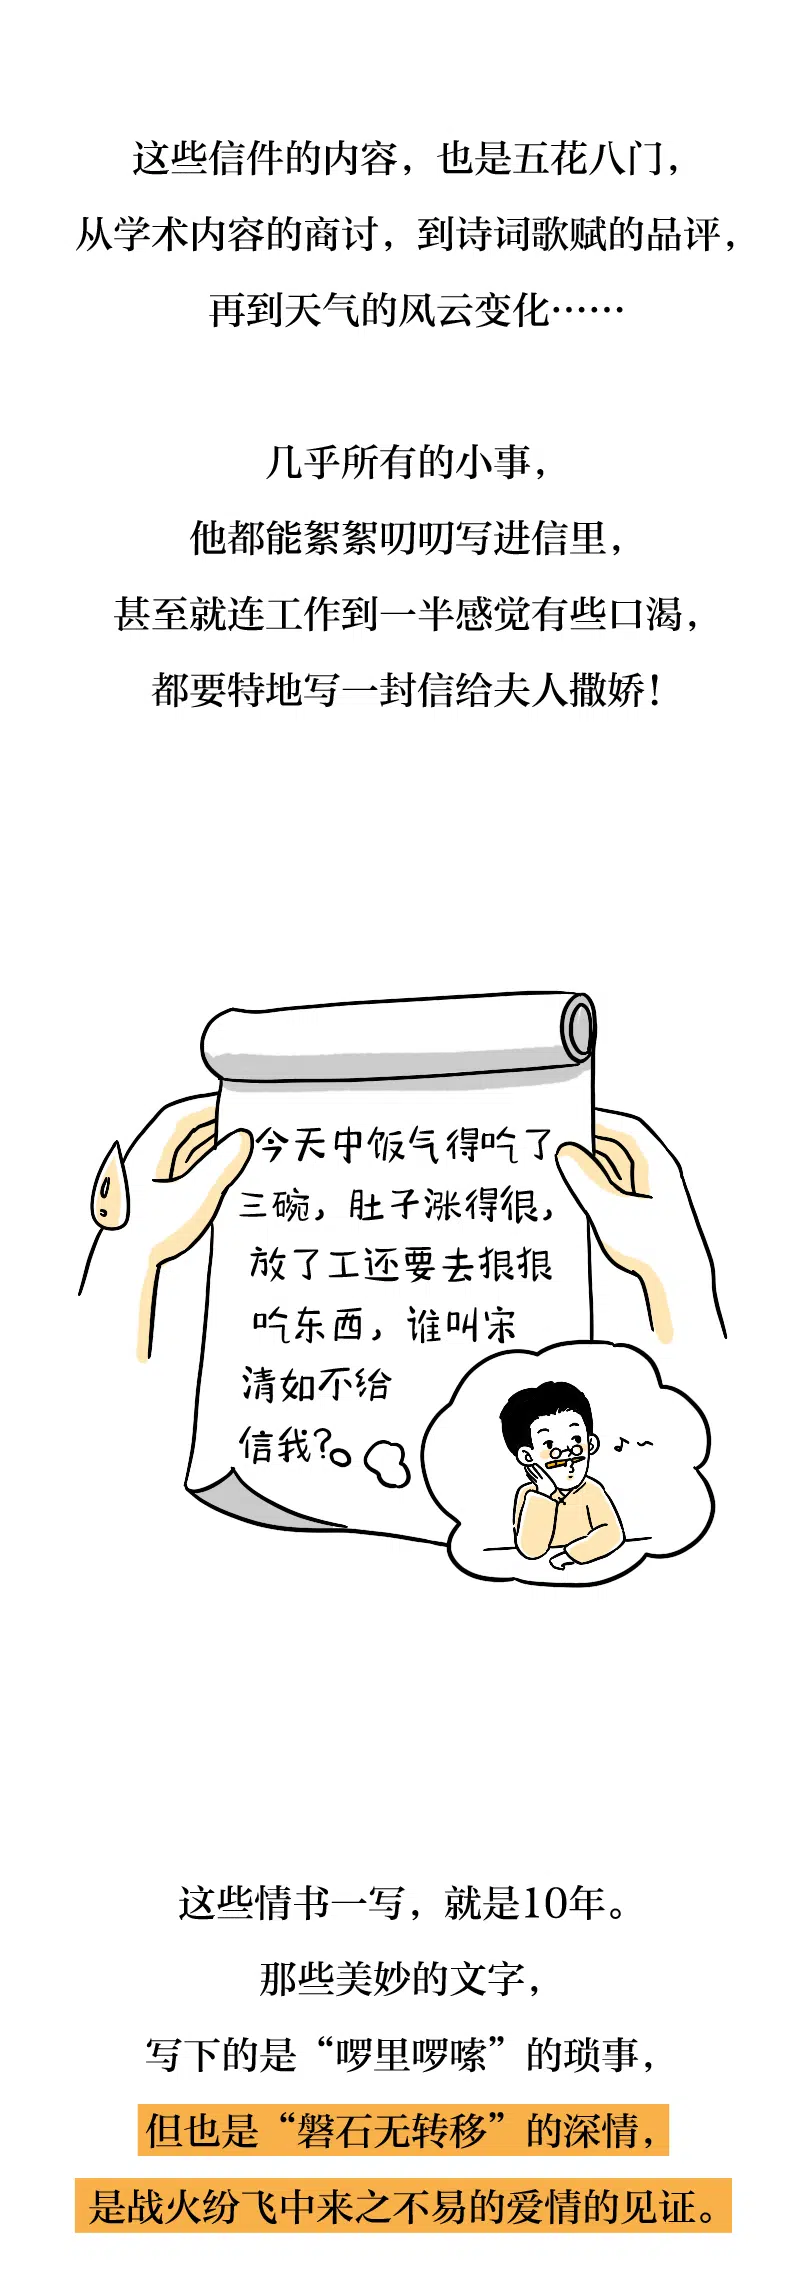 这些信件的内容，也是五花八门，
从学术内容的商讨，到诗词歌赋的品评，
再到天气的风云变化……
几乎所有的小事，
他都能絮絮叨叨写进信里，
甚至就连工作到一半感觉有些口渴，
都要特地写一封信给夫人撒娇！
今天中饭气得吃了
三碗，肚子涨得很，
放了工还要去狠狠
吃东西，谁叫宋
清如不给
信我？
这些情书一写，就是10年。
那些美妙的文字，
写下的是“啰里啰嗦”的琐事，
但也是“磐石无转移”的深情，
是战火纷飞中来之不易的爱情的见证。